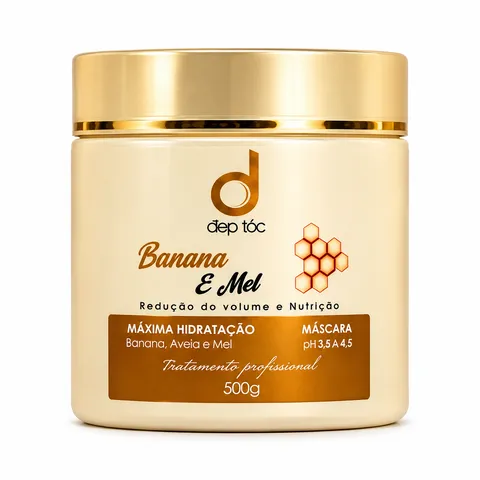 đep tóc
Banana
E Mel
Redução do volume e Nutrição
MÁXIMA HIDRATAÇÃO
Banana, Aveia e Mel
MÁSCARA
pH 3,5 A 4,5
Tratamento profissional
500g